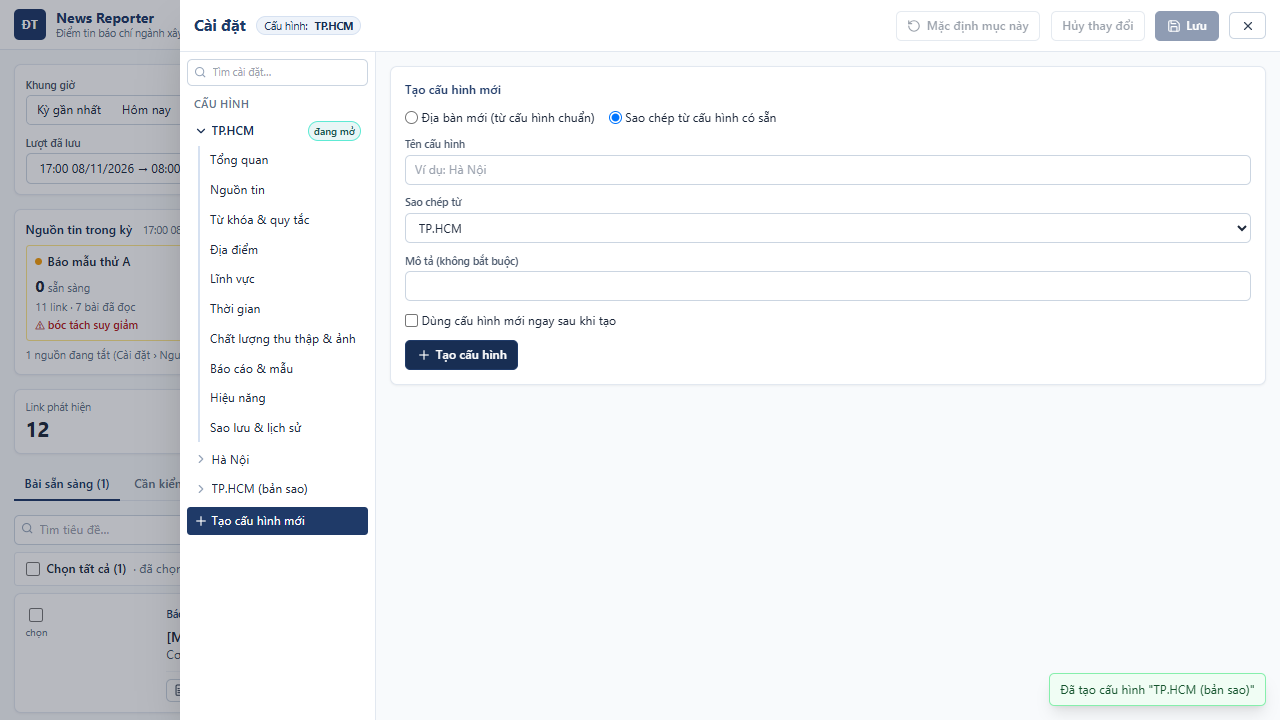 ĐT
News Reporter
Điểm tin báo chí ngành xây
Khung giờ
Kỳ gần nhất
Hôm nay
Lượt đã lưu
17:00 08/11/2026 → 08:00
Nguồn tin trong kỳ
17:00 08
Báo mẫu thử A
0 sẵn sàng
11 link · 7 bài đã đọc
⚠ bóc tách suy giảm
1 nguồn đang tắt (Cài đặt › Ngu
Link phát hiện
12
Bài sẵn sàng (1)
Cần kiển
Tìm tiêu đề...
Chọn tất cả (1)
· đã chọn
chọn
Cài đặt
Cấu hình: TP.HCM
Mặc định mục này
Hủy thay đổi
Lưu
✕
Tìm cài đặt...
CẤU HÌNH
TP.HCM
đang mở
Tổng quan
Nguồn tin
Từ khóa & quy tắc
Địa điểm
Lĩnh vực
Thời gian
Chất lượng thu thập & ảnh
Báo cáo & mẫu
Hiệu năng
Sao lưu & lịch sử
Hà Nội
TP.HCM (bản sao)
+ Tạo cấu hình mới
Tạo cấu hình mới
Địa bàn mới (từ cấu hình chuẩn)
Sao chép từ cấu hình có sẵn
Tên cấu hình
Ví dụ: Hà Nội
Sao chép từ
TP.HCM
Mô tả (không bắt buộc)
Dùng cấu hình mới ngay sau khi tạo
+ Tạo cấu hình
Đã tạo cấu hình "TP.HCM (bản sao)"